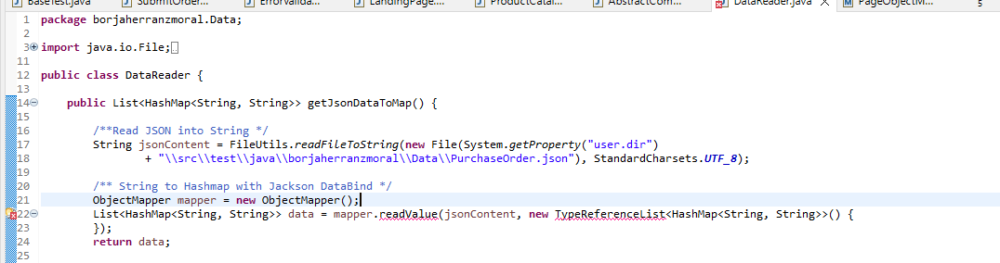 BaseTest.java SubmitOrder... ErrorValida... LandingPage.... ProductCatal... AbstractCom... DataReader.java PageObjectM... 5
1 package borjaherranzmoral.Data;
2
3 import java.io.File;
11
12 public class DataReader {
13
14 public List<HashMap<String, String>> getJsonDataToMap() {
15
16 /**Read JSON into String */
17 String jsonContent = FileUtils.readFileToString(new File(System.getProperty("user.dir")
18 + "\\src\\test\\java\\borjaherranzmoral\\Data\\PurchaseOrder.json"), StandardCharsets.UTF_8);
19
20 /** String to Hashmap with Jackson DataBind */
21 ObjectMapper mapper = new ObjectMapper();
22 List<HashMap<String, String>> data = mapper.readValue(jsonContent, new TypeReferenceList<HashMap<String, String>>() {
23 });
24 return data;
25